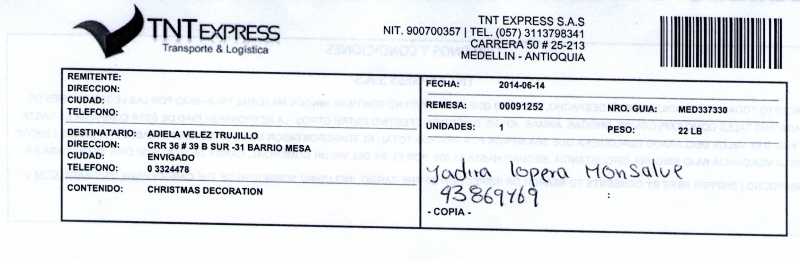 TNT EXPRESS
Transporte & Logística
TNT EXPRESS S.A.S
NIT. 900700357 | TEL. (057) 3113798341
CARRERA 50 # 25-213
MEDELLIN - ANTIOQUIA
REMITENTE:
DIRECCION:
CIUDAD:
TELEFONO:
DESTINATARIO: ADIELA VELEZ TRUJILLO
DIRECCION: CRR 36 # 39 B SUR -31 BARRIO MESA
CIUDAD: ENVIGADO
TELEFONO: 0 3324478
CONTENIDO: CHRISTMAS DECORATION
FECHA: 2014-06-14
REMESA: 00091252 NRO. GUIA: MED337330
UNIDADES: 1 PESO: 22 LB
Yadira lopera Monsalve
43869769
- COPIA -